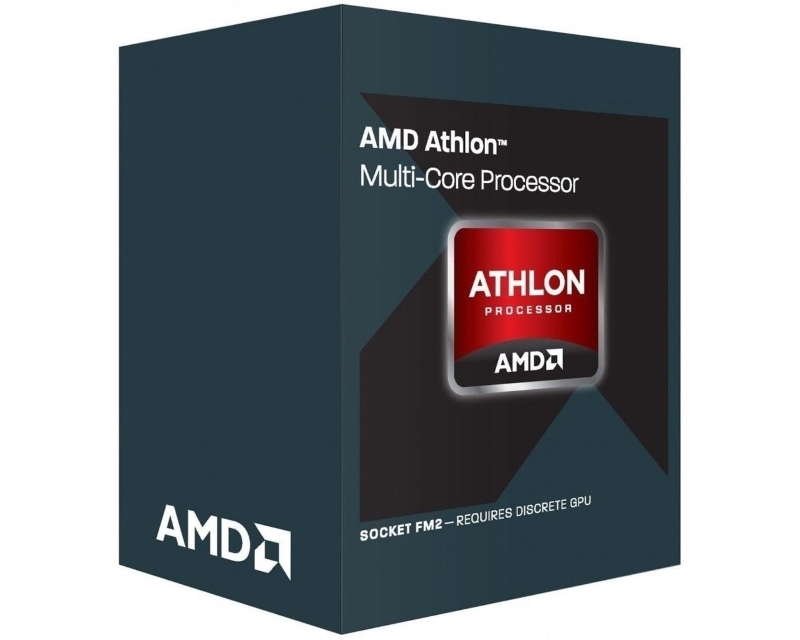 AMD Athlon™
Multi-Core Processor
ATHLON
PROCESSOR
AMD
SOCKET FM2—REQUIRES DISCRETE GPU
AMD